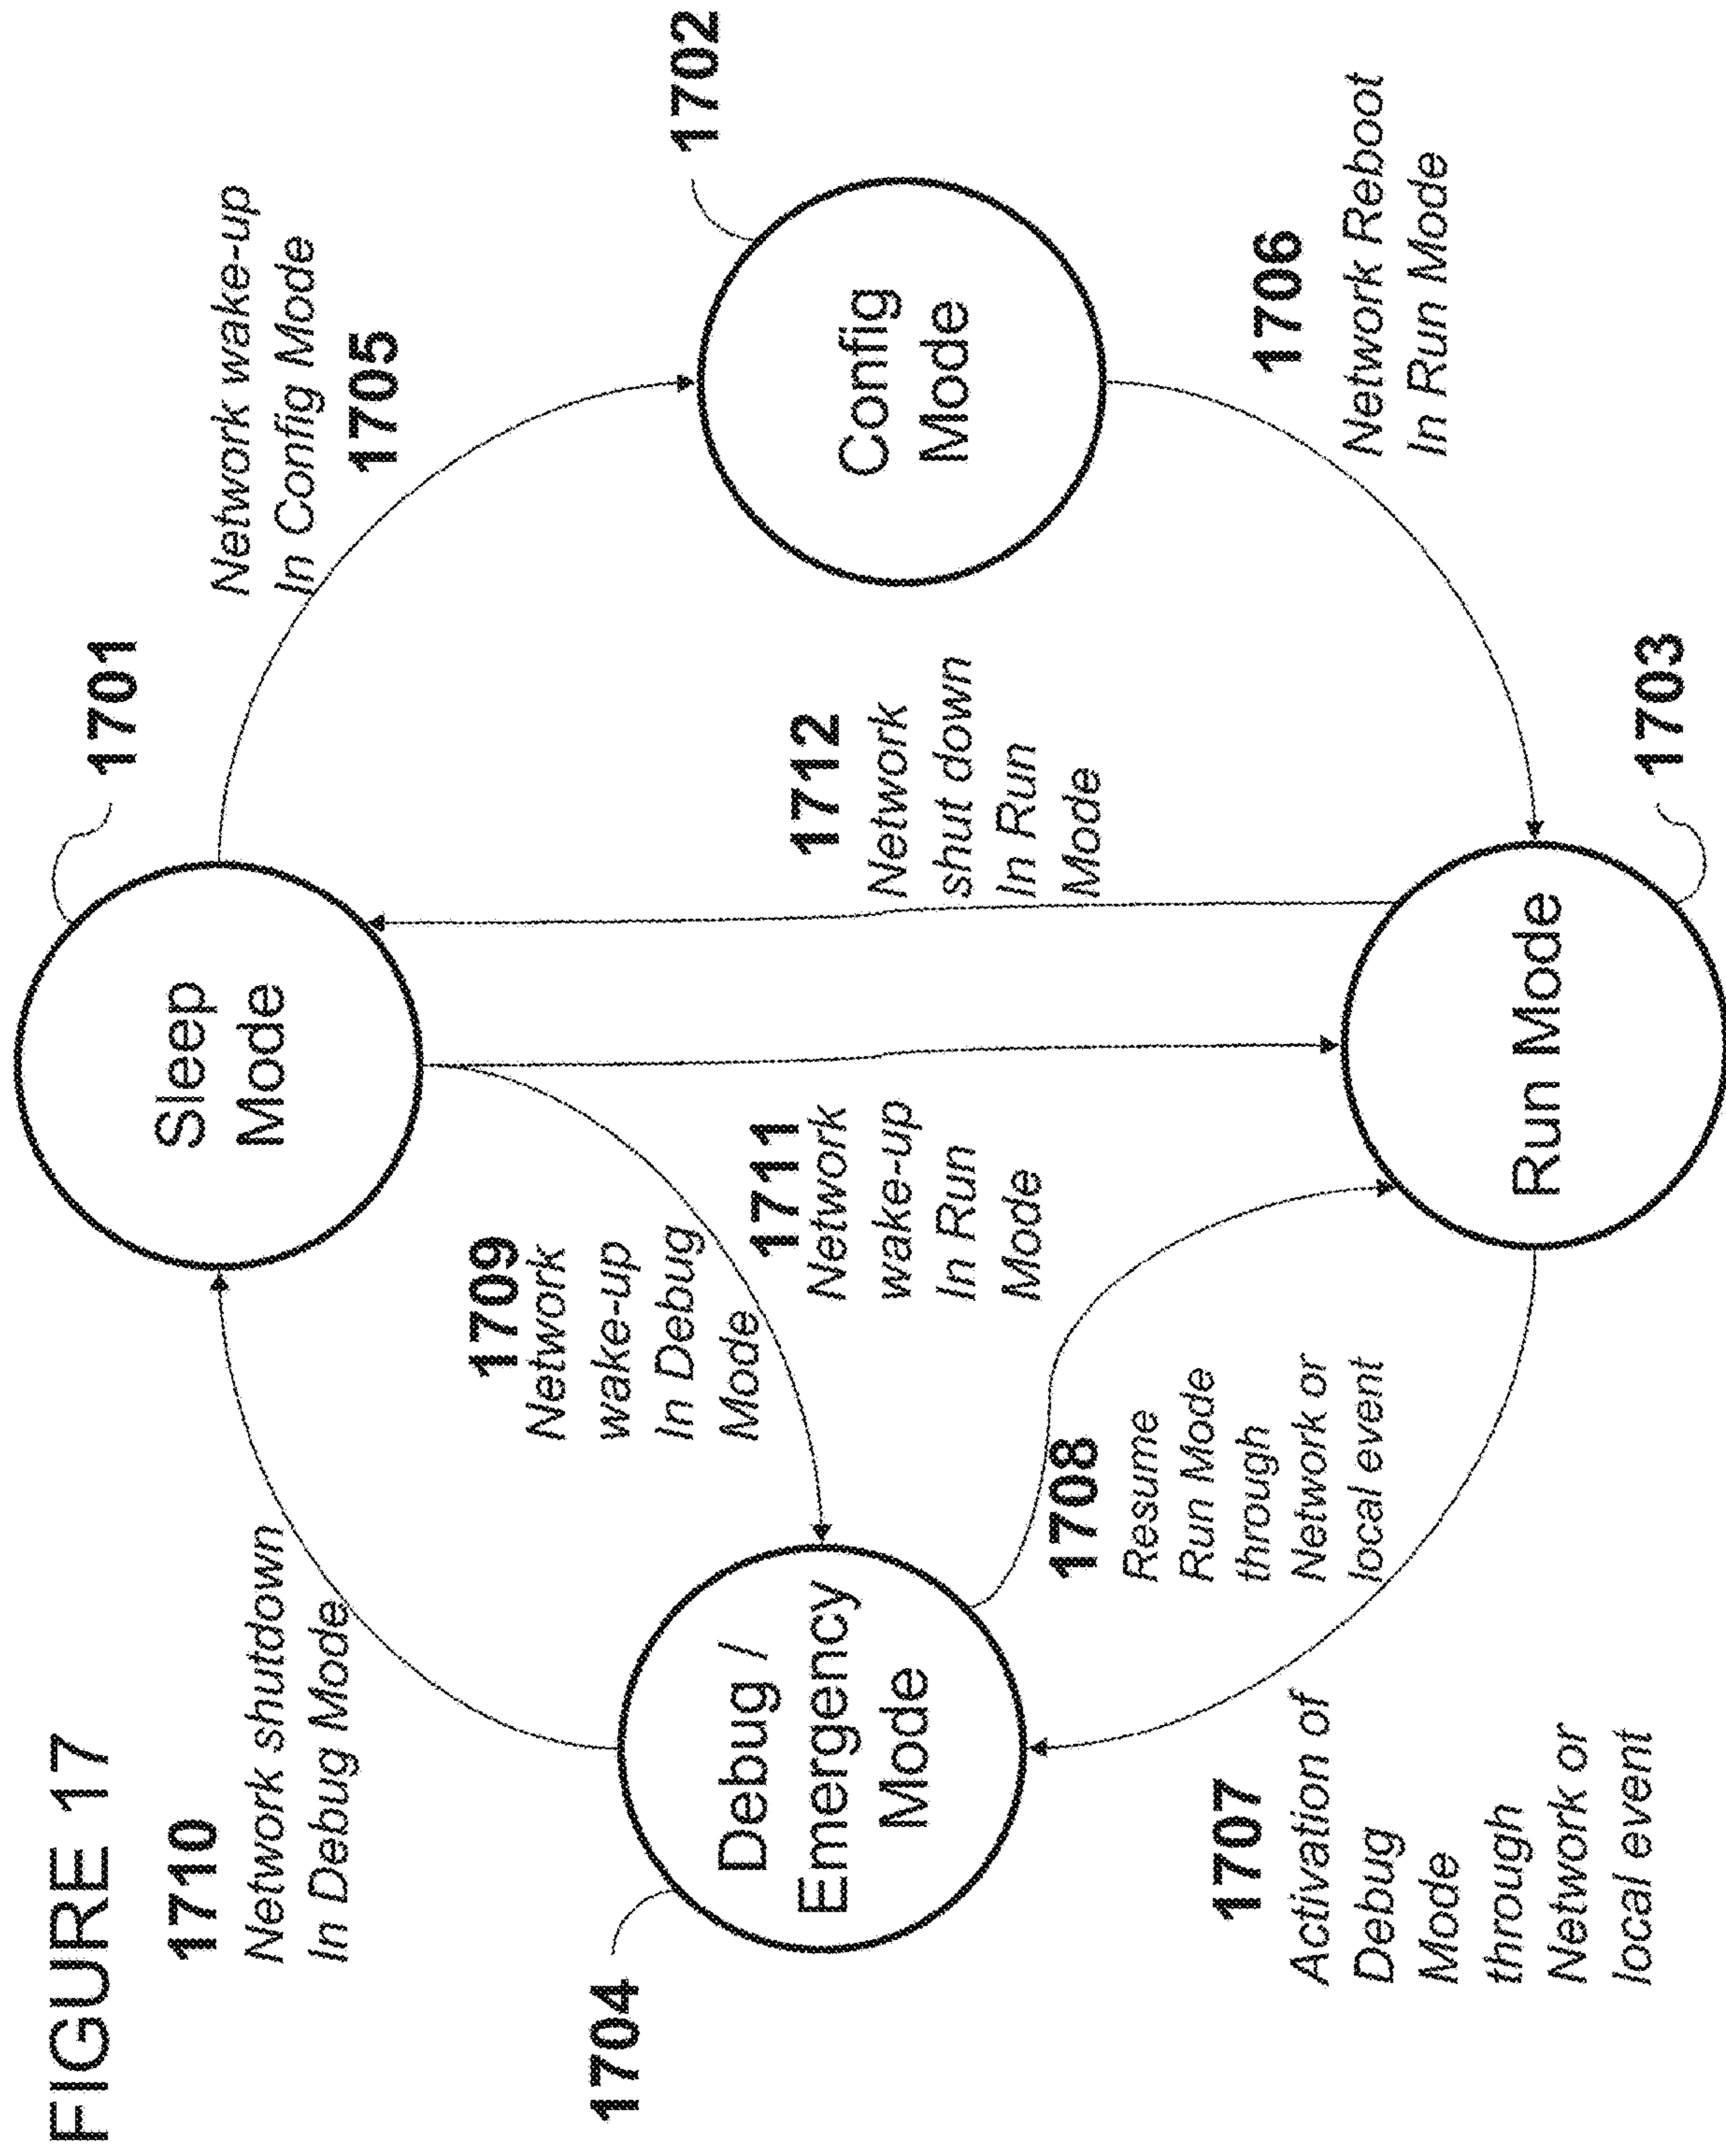 FIGURE 17
1710
Network shutdown
In Debug Mode
1701
Sleep
Mode
Network wake-up
In Config Mode
1705
1709
Network
wake-up
In Debug
Mode
1711
Network
wake-up
In Run
Mode
1712
Network
shut down
In Run
Mode
1702
Config
Mode
1704
Debug /
Emergency
Mode
1708
Resume
Run Mode
through
Network or
local event
1706
Network Reboot
In Run Mode
1707
Activation of
Debug
Mode
through
Network or
local event
Run Mode
1703